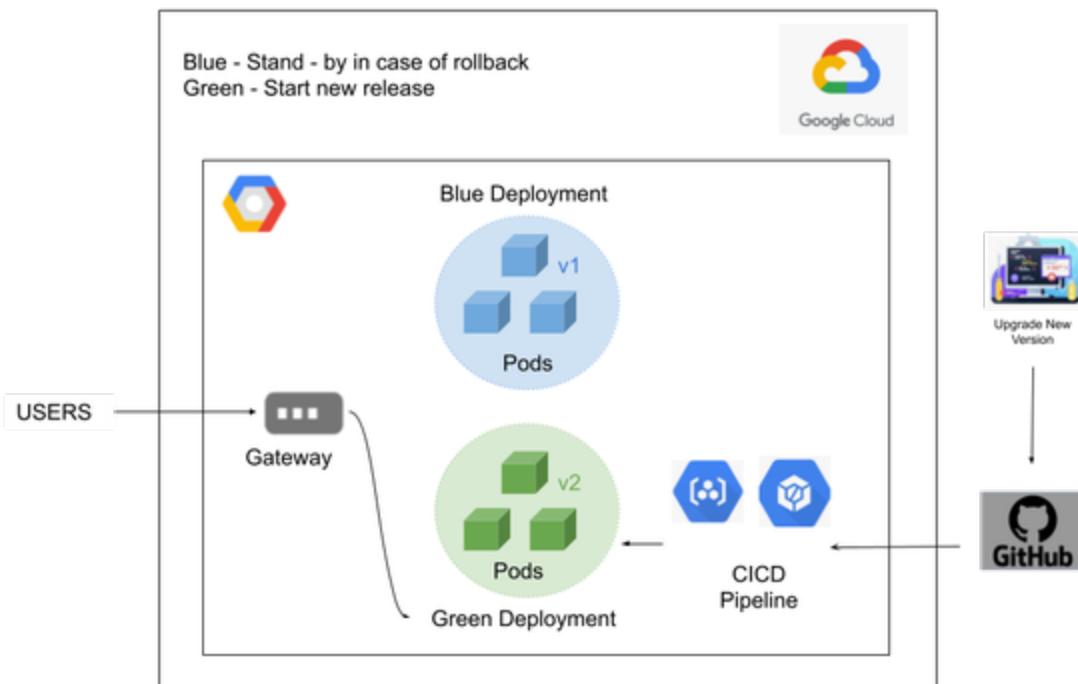 Blue - Stand - by in case of rollback
Green - Start new release
Google Cloud
Blue Deployment
v1
Pods
Upgrade New
Version
USERS
Gateway
v2
Pods
CICD
Pipeline
GitHub
Green Deployment